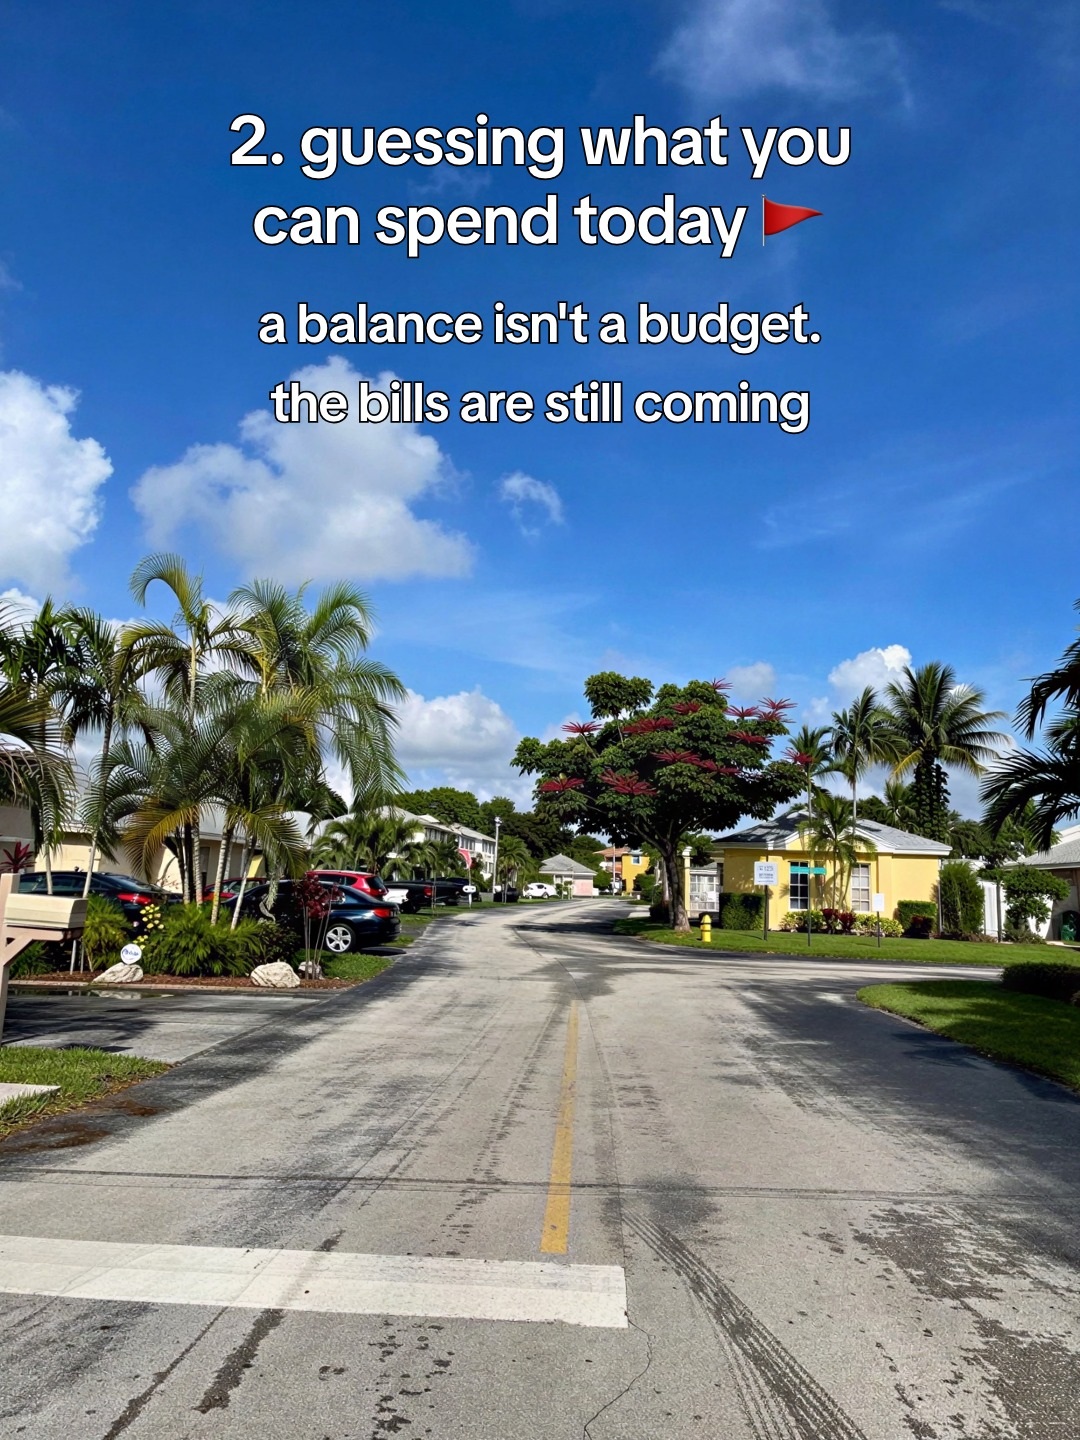 2. guessing what you
can spend today 🚩
a balance isn't a budget.
the bills are still coming